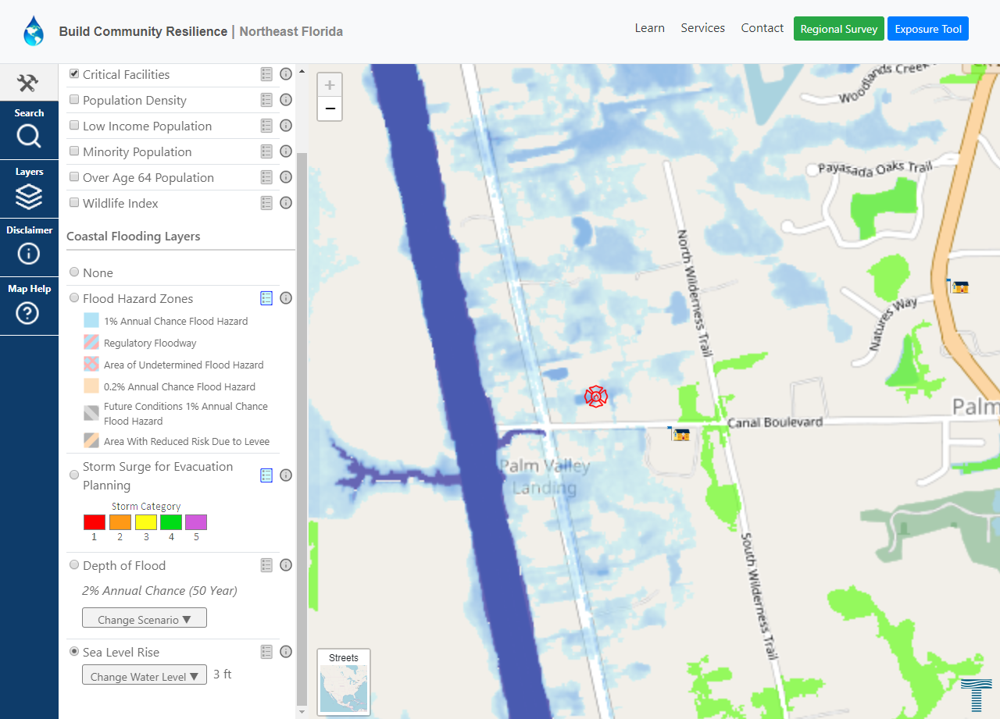 Build Community Resilience | Northeast Florida
Learn
Services
Contact
Regional Survey
Exposure Tool
Search
Layers
Disclaimer
Map Help
Critical Facilities
Population Density
Low Income Population
Minority Population
Over Age 64 Population
Wildlife Index
Coastal Flooding Layers
None
Flood Hazard Zones
1% Annual Chance Flood Hazard
Regulatory Floodway
Area of Undetermined Flood Hazard
0.2% Annual Chance Flood Hazard
Future Conditions 1% Annual Chance
Flood Hazard
Area With Reduced Risk Due to Levee
Storm Surge for Evacuation
Planning
Storm Category
1 2 3 4 5
Depth of Flood
2% Annual Chance (50 Year)
Change Scenario ▼
Sea Level Rise
Change Water Level ▼ 3 ft
+
−
Woodlands Creek
Payasada Oaks Trail
North Wilderness Trail
Natures Way
Palm
Canal Boulevard
Palm Valley
Landing
South Wilderness Trail
Streets